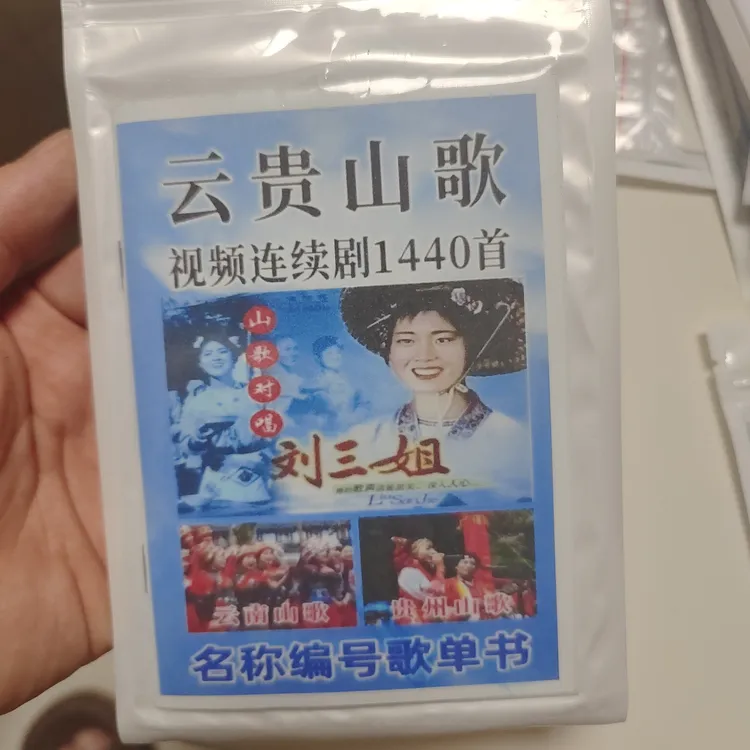 云贵山歌
视频连续剧1440首
山歌对唱
刘三姐
云南山歌
贵州山歌
名称编号歌单书